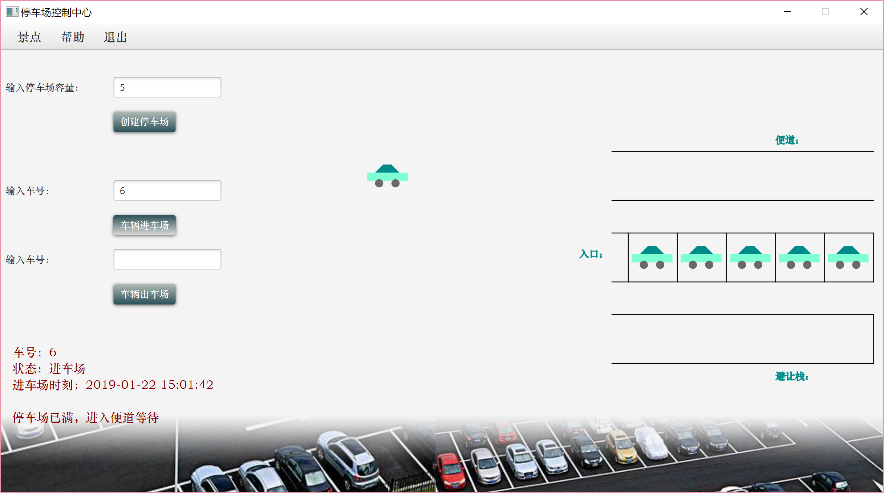 停车场控制中心
景点 帮助 退出
输入停车场容量： 5
创建停车场
输入车号： 6
车辆进车场
输入车号：
车辆出车场
便道：
入口：
避让栈：
车号：6
状态：进车场
进车场时刻：2019-01-22 15:01:42
停车场已满，进入便道等待